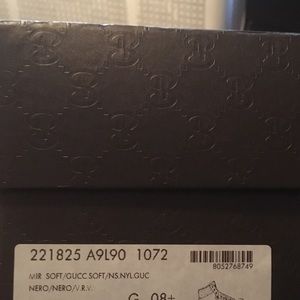 221825 A9L90 1072
8052768749
MIR SOFT/GUCC SOFT/NS.NYL.GUC
NERO/NERO/V.R.V.
G 08+